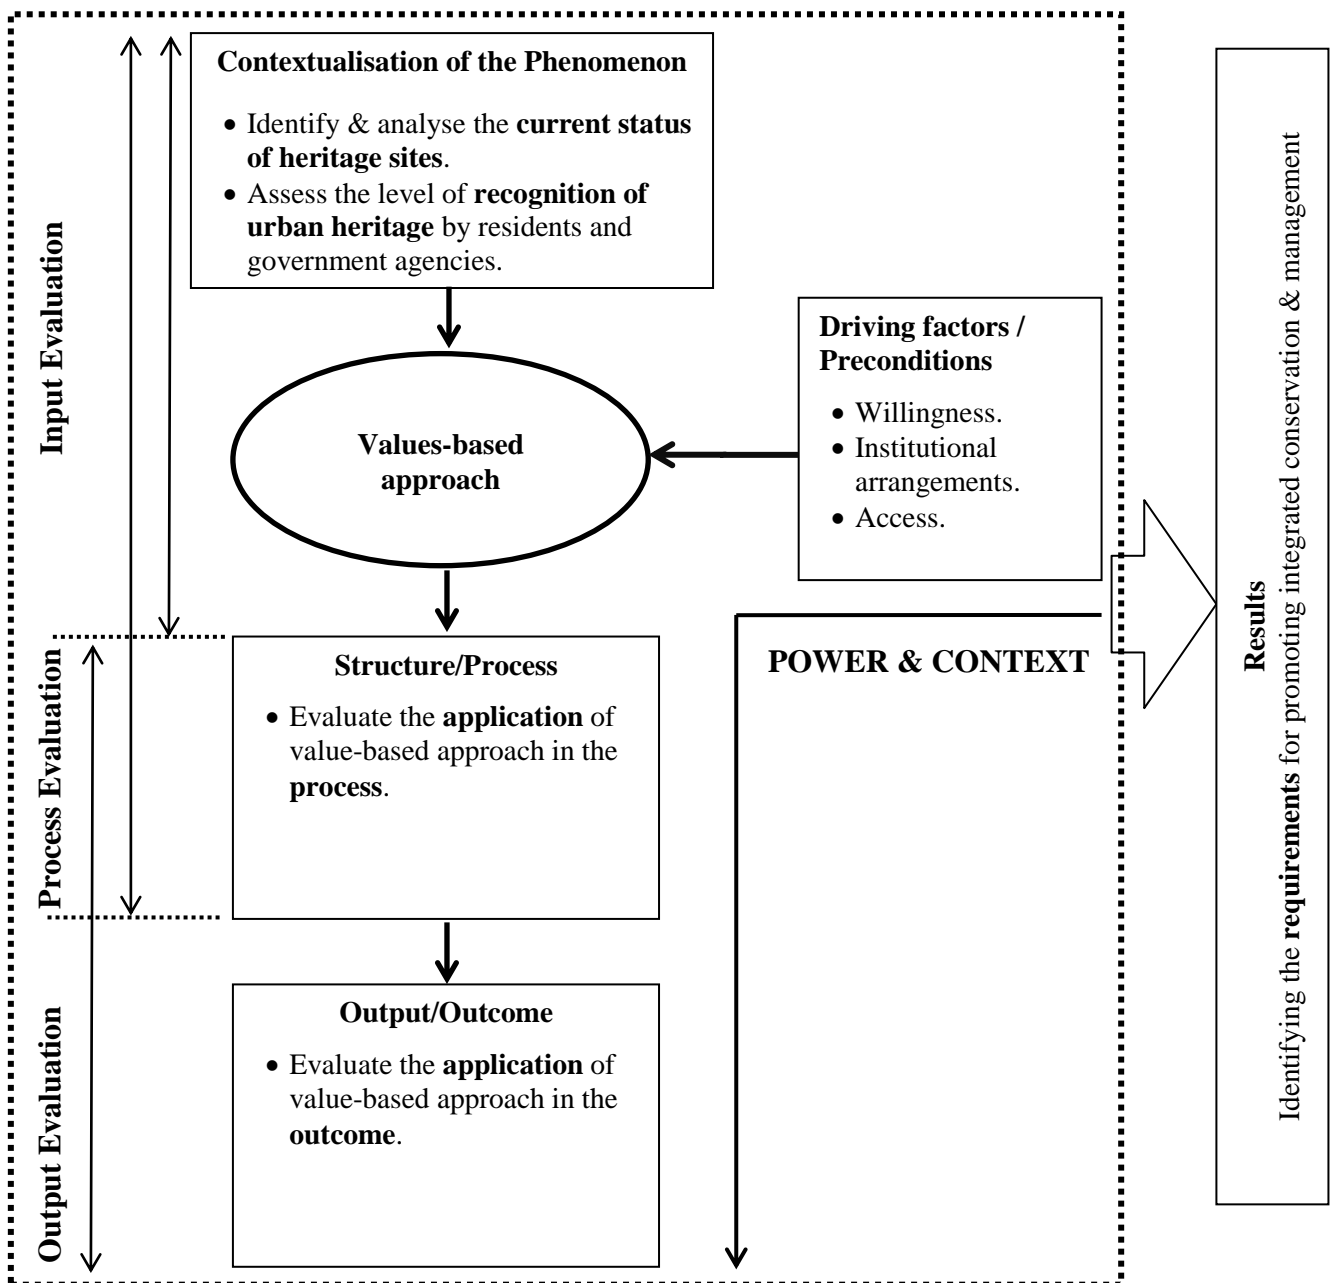 Contextualisation of the Phenomenon
• Identify & analyse the current status
of heritage sites.
• Assess the level of recognition of
urban heritage by residents and
government agencies.
Input Evaluation
Driving factors /
Preconditions
• Willingness.
• Institutional
arrangements.
• Access.
Values-based
approach
POWER & CONTEXT
Process Evaluation
Structure/Process
• Evaluate the application of
value-based approach in the
process.
Output Evaluation
Output/Outcome
• Evaluate the application of
value-based approach in the
outcome.
Results
Identifying the requirements for promoting integrated conservation & management